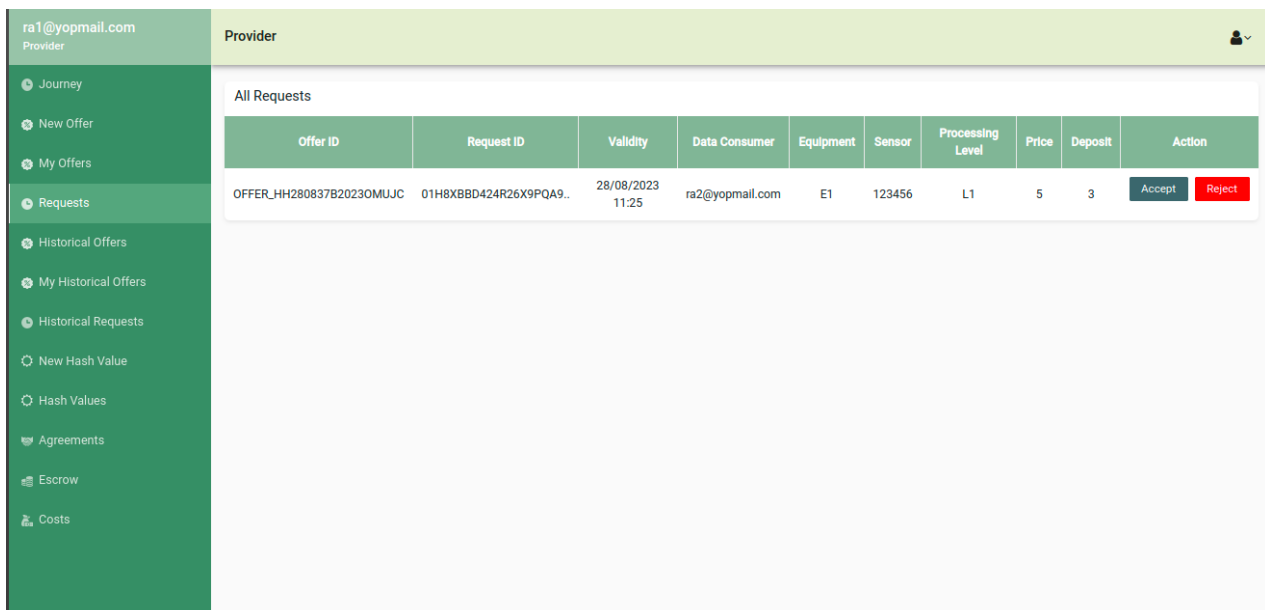 ra1@yopmail.com
Provider
Journey
New Offer
My Offers
Requests
Historical Offers
My Historical Offers
Historical Requests
New Hash Value
Hash Values
Agreements
Escrow
Costs
Provider
All Requests
Offer ID Request ID Validity Data Consumer Equipment Sensor Processing Level Price Deposit Action
OFFER_HH280837B2023OMUJC 01H8XBBD424R26X9PQA9.. 28/08/2023 11:25 ra2@yopmail.com E1 123456 L1 5 3 Accept Reject